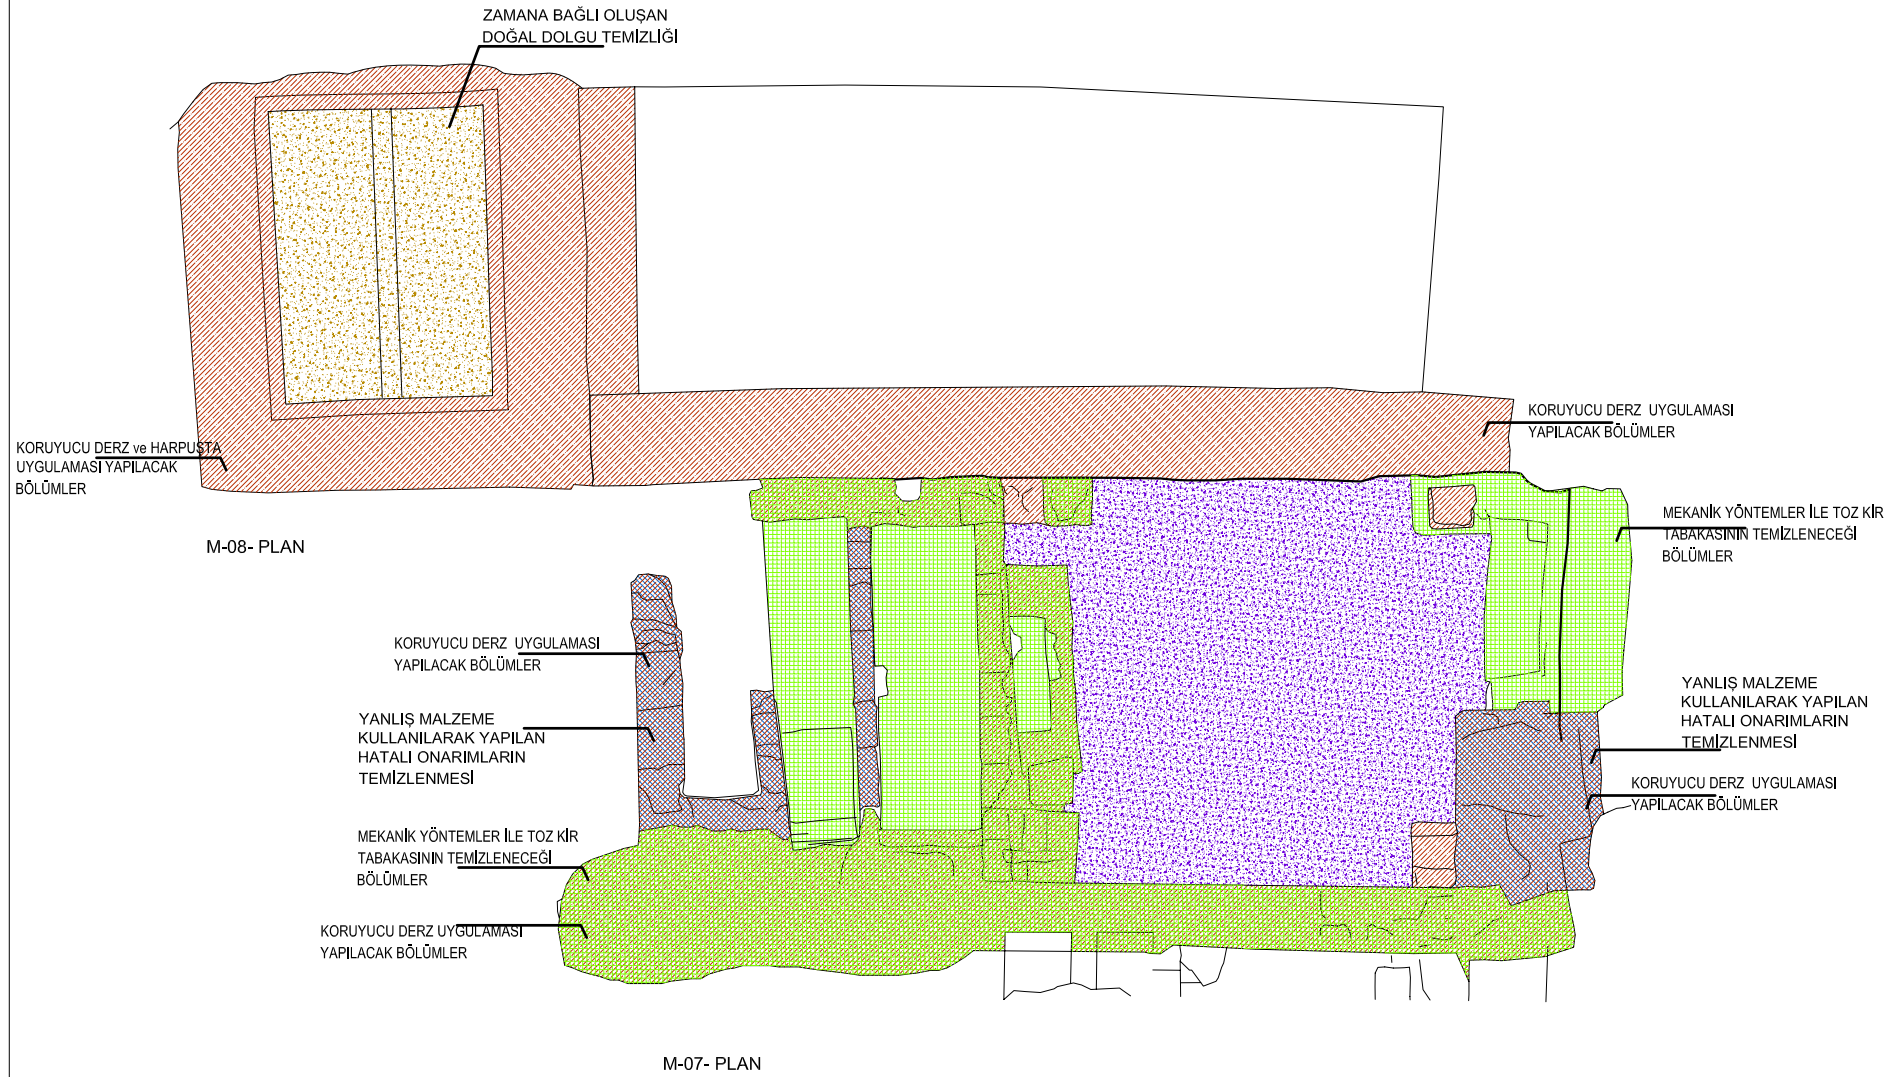 ZAMANA BAĞLI OLUŞAN
DOĞAL DOLGU TEMİZLİĞİ
KORUYUCU DERZ UYGULAMASI
YAPILACAK BÖLÜMLER
KORUYUCU DERZ ve HARPUŞTA
UYGULAMASI YAPILACAK
BÖLÜMLER
MEKANİK YÖNTEMLER İLE TOZ KİR
TABAKASININ TEMİZLENECEĞİ
BÖLÜMLER
M-08- PLAN
KORUYUCU DERZ UYGULAMASI
YAPILACAK BÖLÜMLER
YANLIŞ MALZEME
KULLANILARAK YAPILAN
HATALI ONARIMLARIN
TEMİZLENMESİ
YANLIŞ MALZEME
KULLANILARAK YAPILAN
HATALI ONARIMLARIN
TEMİZLENMESİ
KORUYUCU DERZ UYGULAMASI
YAPILACAK BÖLÜMLER
MEKANİK YÖNTEMLER İLE TOZ KİR
TABAKASININ TEMİZLENECEĞİ
BÖLÜMLER
KORUYUCU DERZ UYGULAMASI
YAPILACAK BÖLÜMLER
M-07- PLAN